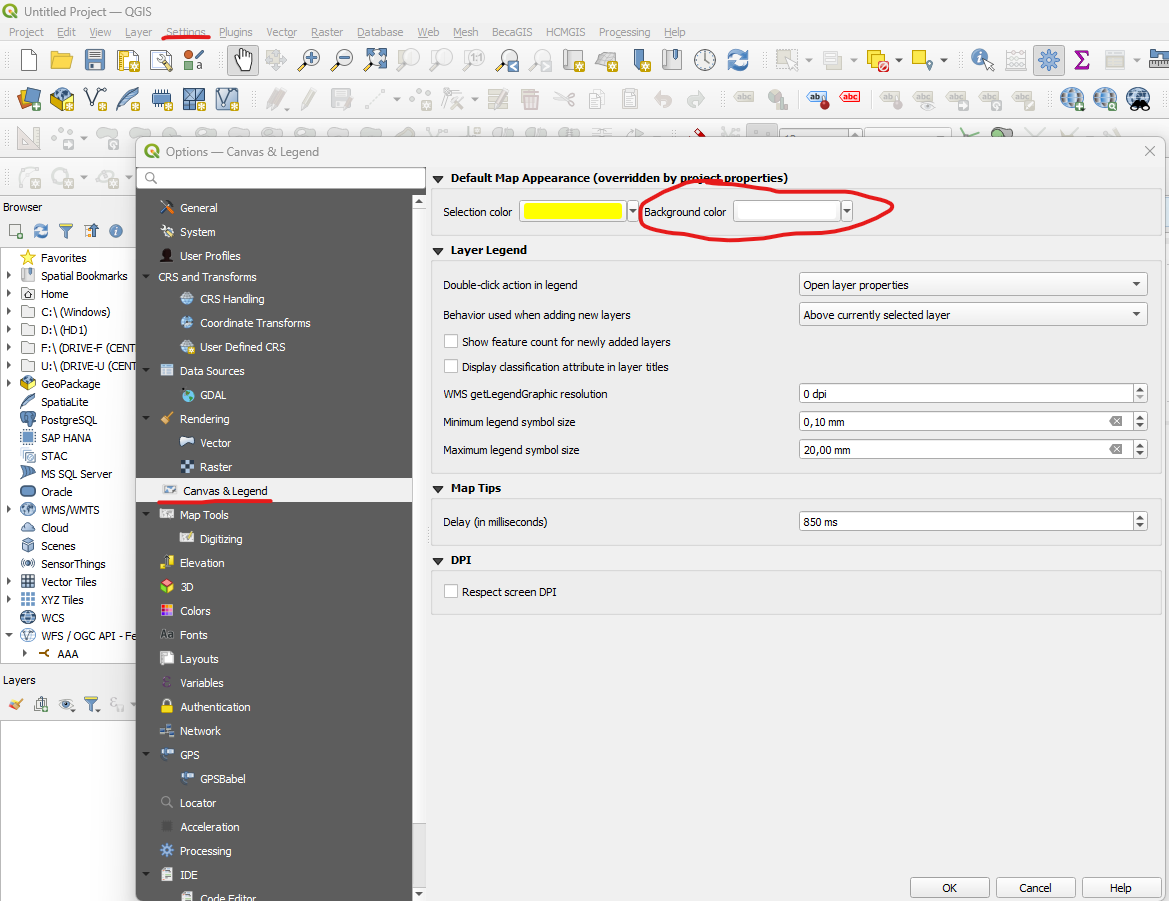 Untitled Project — QGIS
Project Edit View Layer Settings Plugins Vector Raster Database Web Mesh BecaGIS HCMGIS Processing Help
1:1
abc
ab abc
Options — Canvas & Legend
Browser
Favorites
Spatial Bookmarks
Home
C:\ (Windows)
D:\ (HD1)
F:\ (DRIVE-F (CENT
U:\ (DRIVE-U (CENT
GeoPackage
SpatiaLite
PostgreSQL
SAP HANA
STAC
MS SQL Server
Oracle
WMS/WMTS
Cloud
Scenes
SensorThings
Vector Tiles
XYZ Tiles
WCS
WFS / OGC API - Fe
AAA
Layers
General
System
User Profiles
CRS and Transforms
CRS Handling
Coordinate Transforms
User Defined CRS
Data Sources
GDAL
Rendering
Vector
Raster
Canvas & Legend
Map Tools
Digitizing
Elevation
3D
Colors
Fonts
Layouts
Variables
Authentication
Network
GPS
GPSBabel
Locator
Acceleration
Processing
IDE
Code Editor
Default Map Appearance (overridden by project properties)
Selection color Background color
Layer Legend
Double-click action in legend Open layer properties
Behavior used when adding new layers Above currently selected layer
Show feature count for newly added layers
Display classification attribute in layer titles
WMS getLegendGraphic resolution 0 dpi
Minimum legend symbol size 0,10 mm
Maximum legend symbol size 20,00 mm
Map Tips
Delay (in milliseconds) 850 ms
DPI
Respect screen DPI
OK Cancel Help